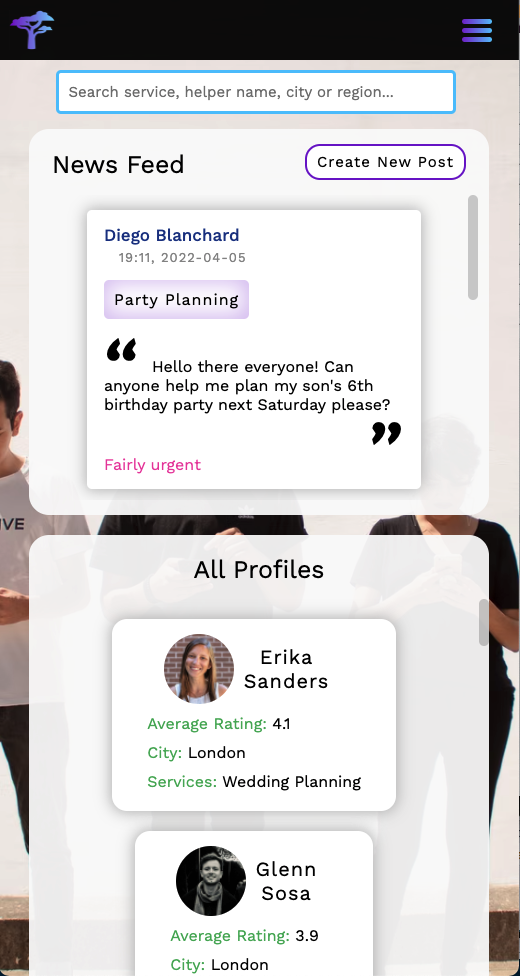 Search service, helper name, city or region...
News Feed
Create New Post
Diego Blanchard
19:11, 2022-04-05
Party Planning
“ Hello there everyone! Can
anyone help me plan my son's 6th
birthday party next Saturday please?
”
Fairly urgent
IVE
All Profiles
Erika
Sanders
Average Rating: 4.1
City: London
Services: Wedding Planning
Glenn
Sosa
Average Rating: 3.9
City: London